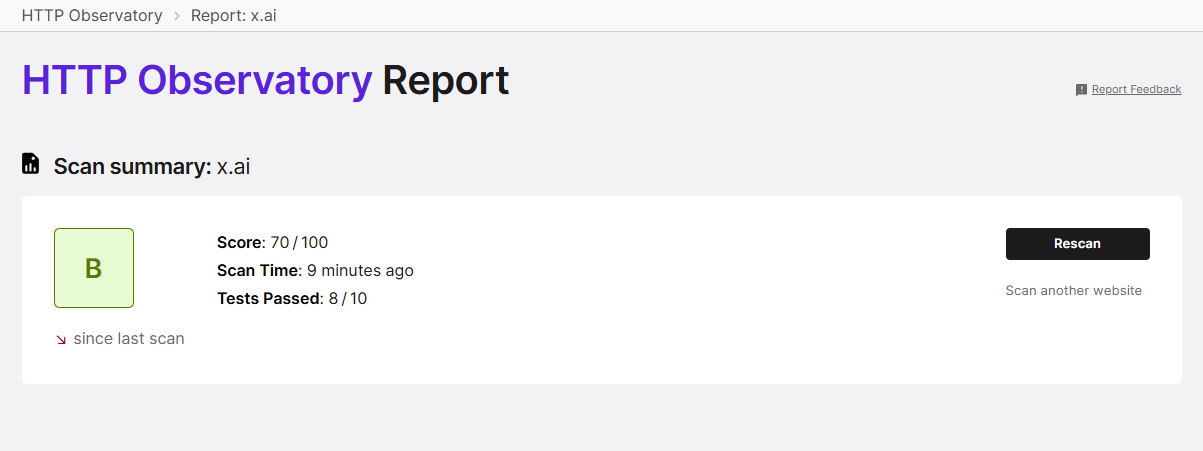 HTTP Observatory > Report: x.ai
HTTP Observatory Report
Report Feedback
Scan summary: x.ai
B
Score: 70 / 100
Scan Time: 9 minutes ago
Tests Passed: 8 / 10
Rescan
Scan another website
since last scan